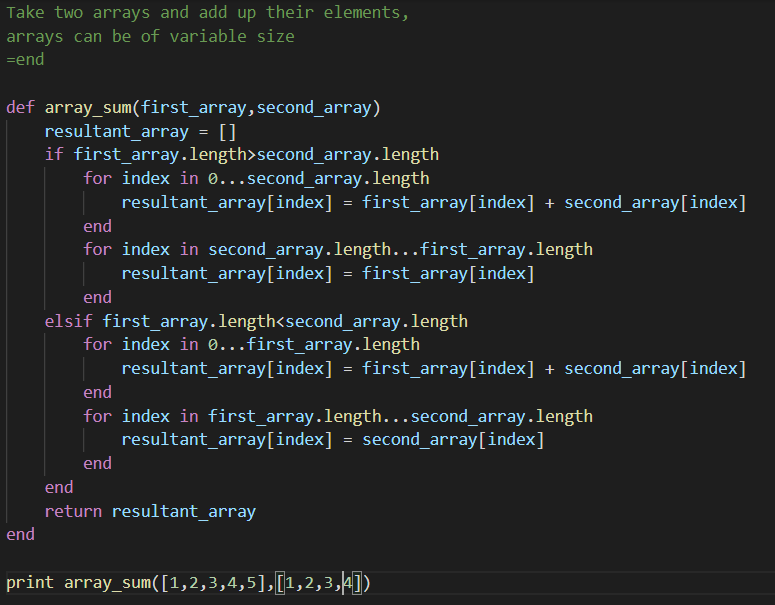 Take two arrays and add up their elements,
arrays can be of variable size
=end

def array_sum(first_array,second_array)
    resultant_array = []
    if first_array.length>second_array.length
        for index in 0...second_array.length
            resultant_array[index] = first_array[index] + second_array[index]
        end
        for index in second_array.length...first_array.length
            resultant_array[index] = first_array[index]
        end
    elsif first_array.length<second_array.length
        for index in 0...first_array.length
            resultant_array[index] = first_array[index] + second_array[index]
        end
        for index in first_array.length...second_array.length
            resultant_array[index] = second_array[index]
        end
    end
    return resultant_array
end

print array_sum([1,2,3,4,5],[1,2,3,4])